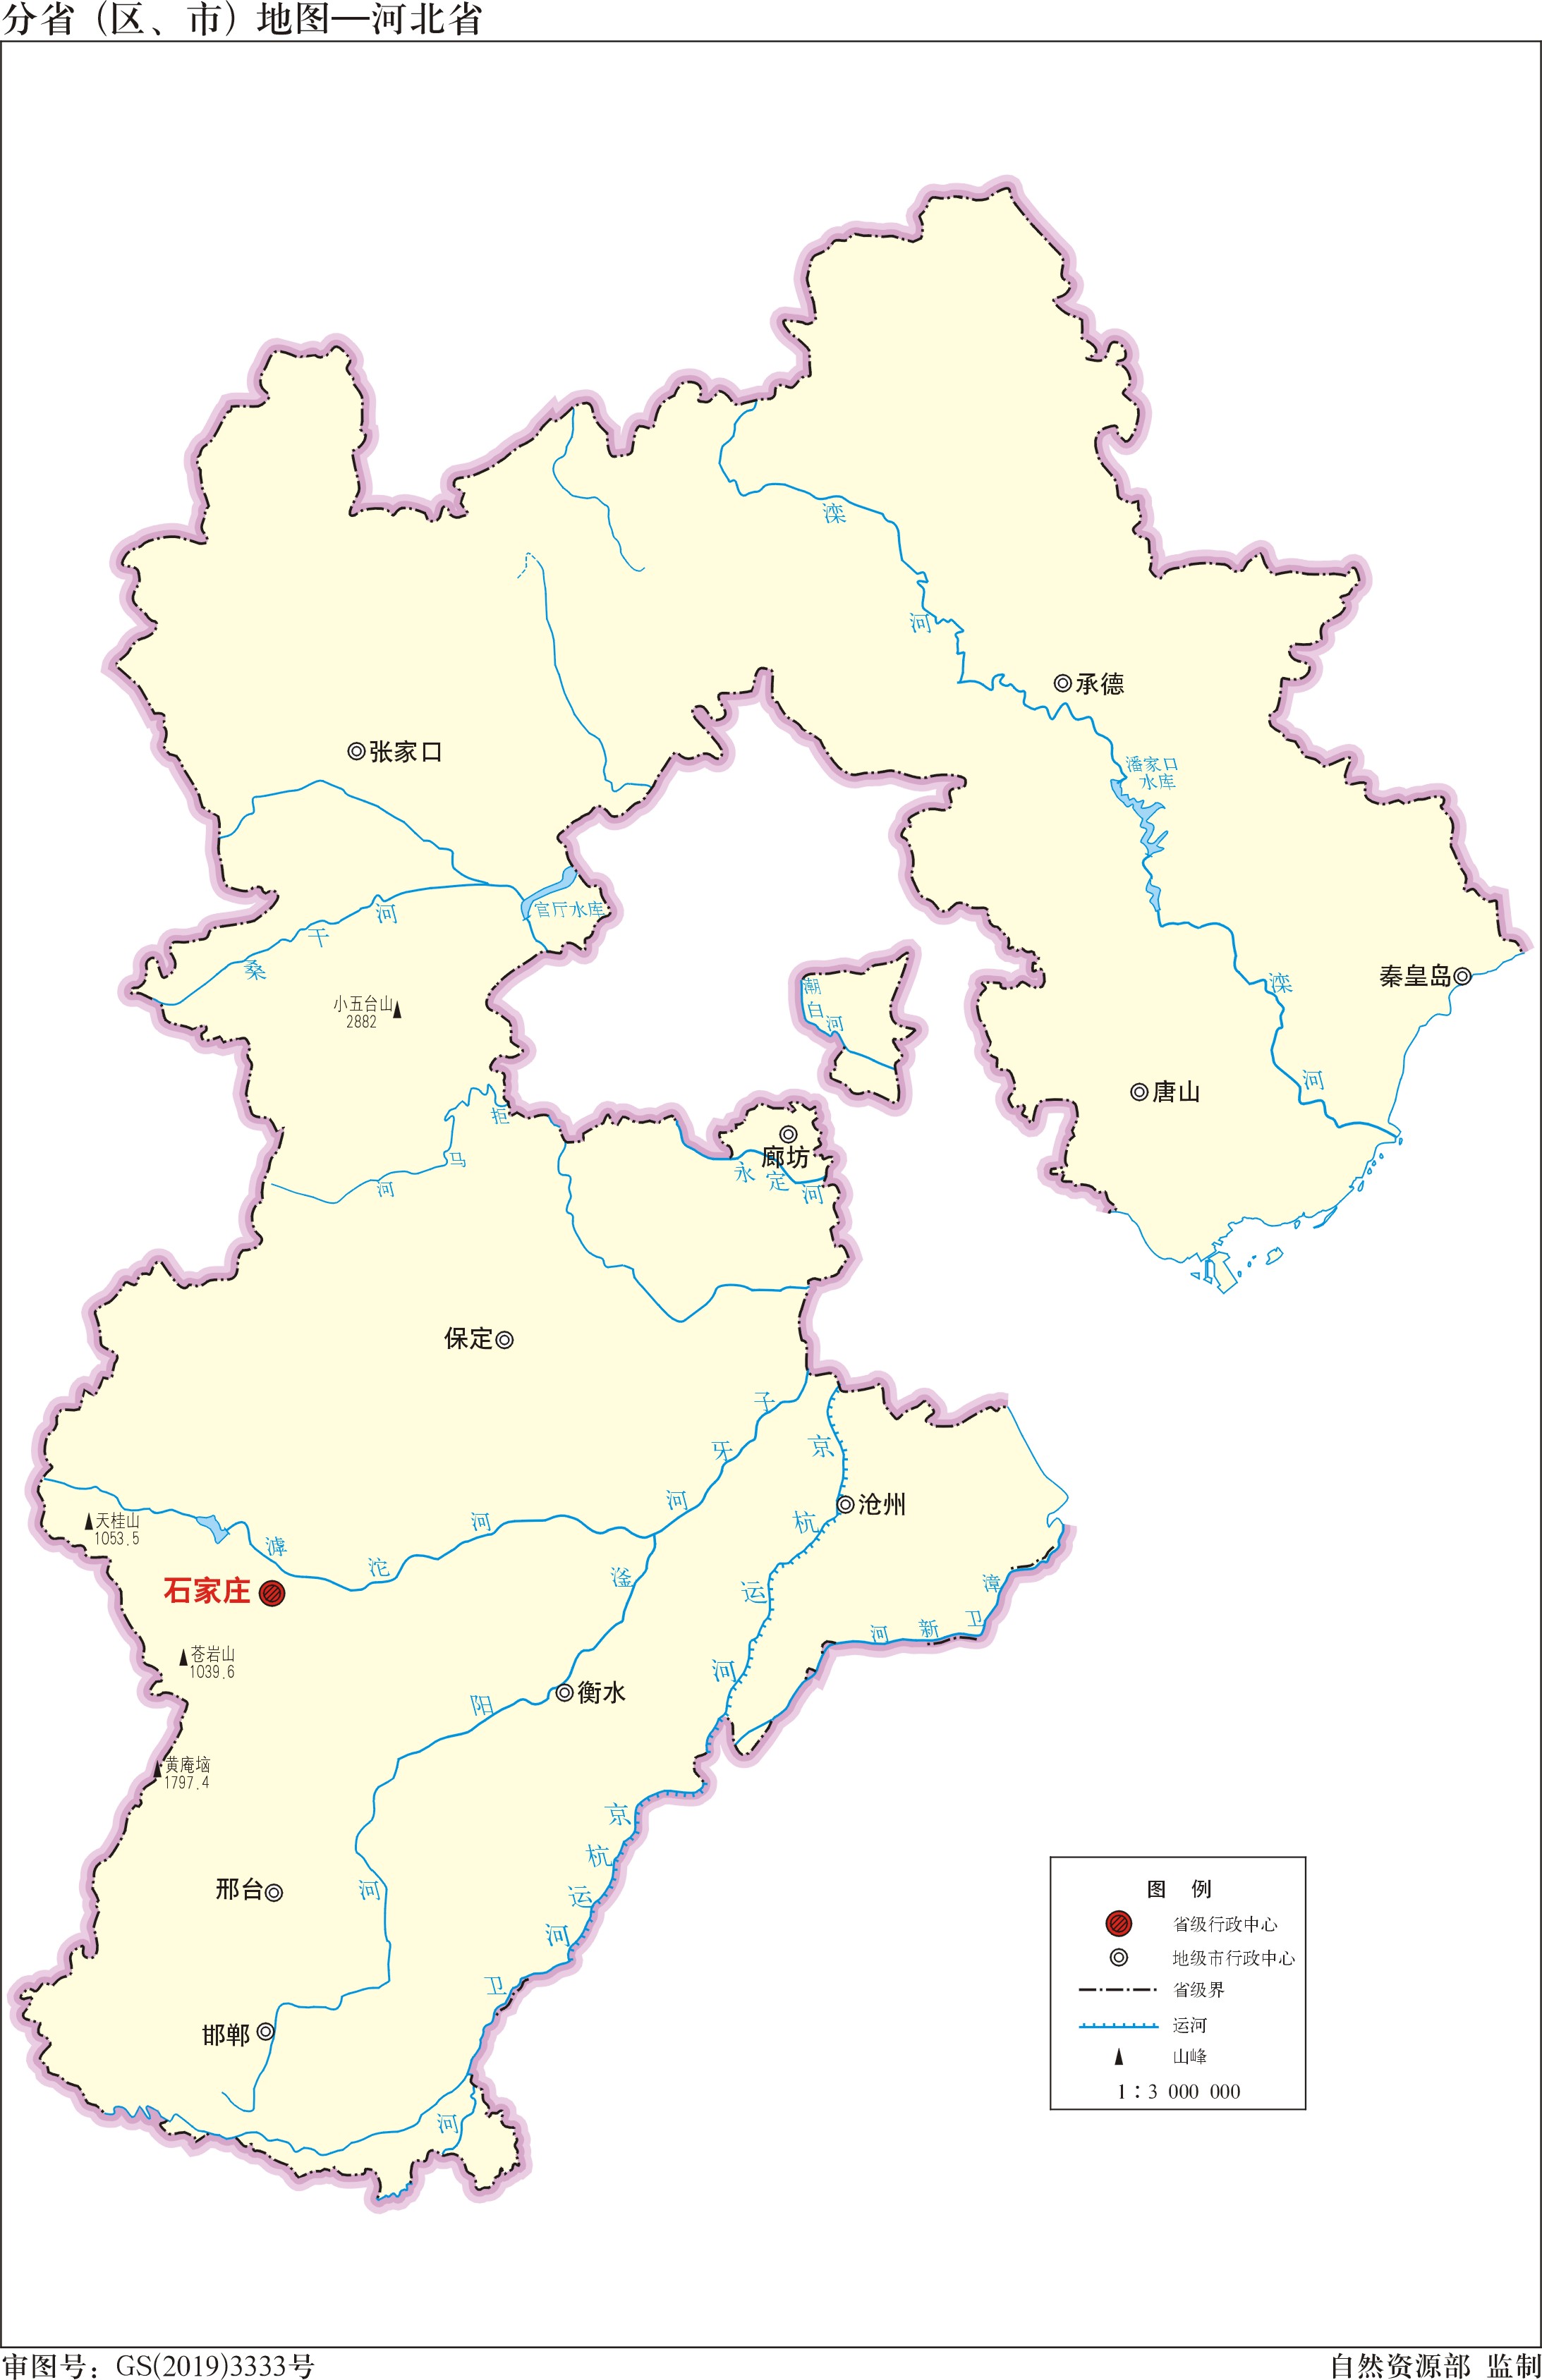 分省（区、市）地图—河北省
滦
河
承德
张家口
潘家口
水库
官厅水库
河
干
桑
小五台山
2882
潮
白
河
滦
秦皇岛
河
唐山
拒
马
河
廊坊
永
定
河
保定
子
牙
河
京
杭
运
河
沧州
天桂山
1053.5
滹
沱
河
石家庄
滏
漳
卫
新
河
苍岩山
1039.6
衡水
阳
黄庵垴
1797.4
京
杭
运
河
邢台
河
卫
邯郸
河
图 例
省级行政中心
地级市行政中心
省级界
运河
山峰
1：3 000 000
审图号：GS(2019)3333号
自然资源部 监制